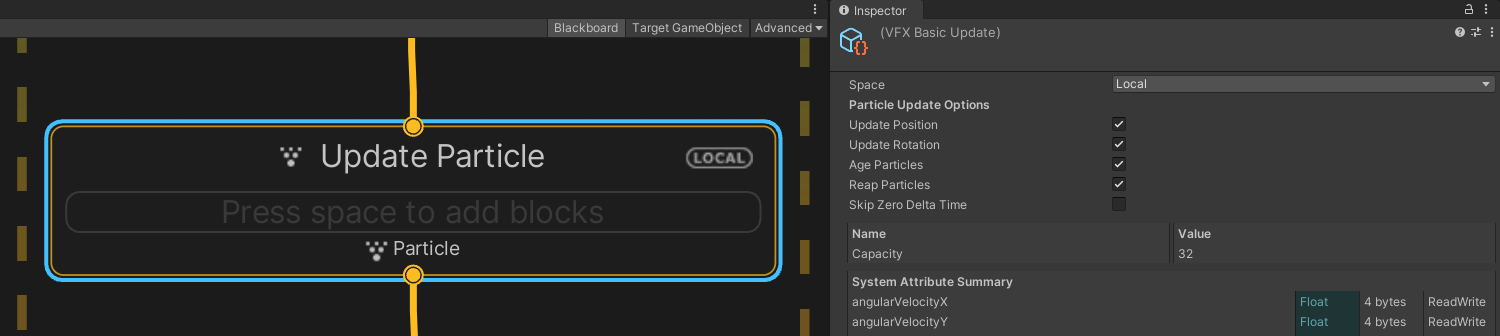 Blackboard Target GameObject Advanced
Update Particle LOCAL
Press space to add blocks
Particle
Inspector
(VFX Basic Update)
Space Local
Particle Update Options
Update Position
Update Rotation
Age Particles
Reap Particles
Skip Zero Delta Time
Name Value
Capacity 32
System Attribute Summary
angularVelocityX Float 4 bytes ReadWrite
angularVelocityY Float 4 bytes ReadWrite